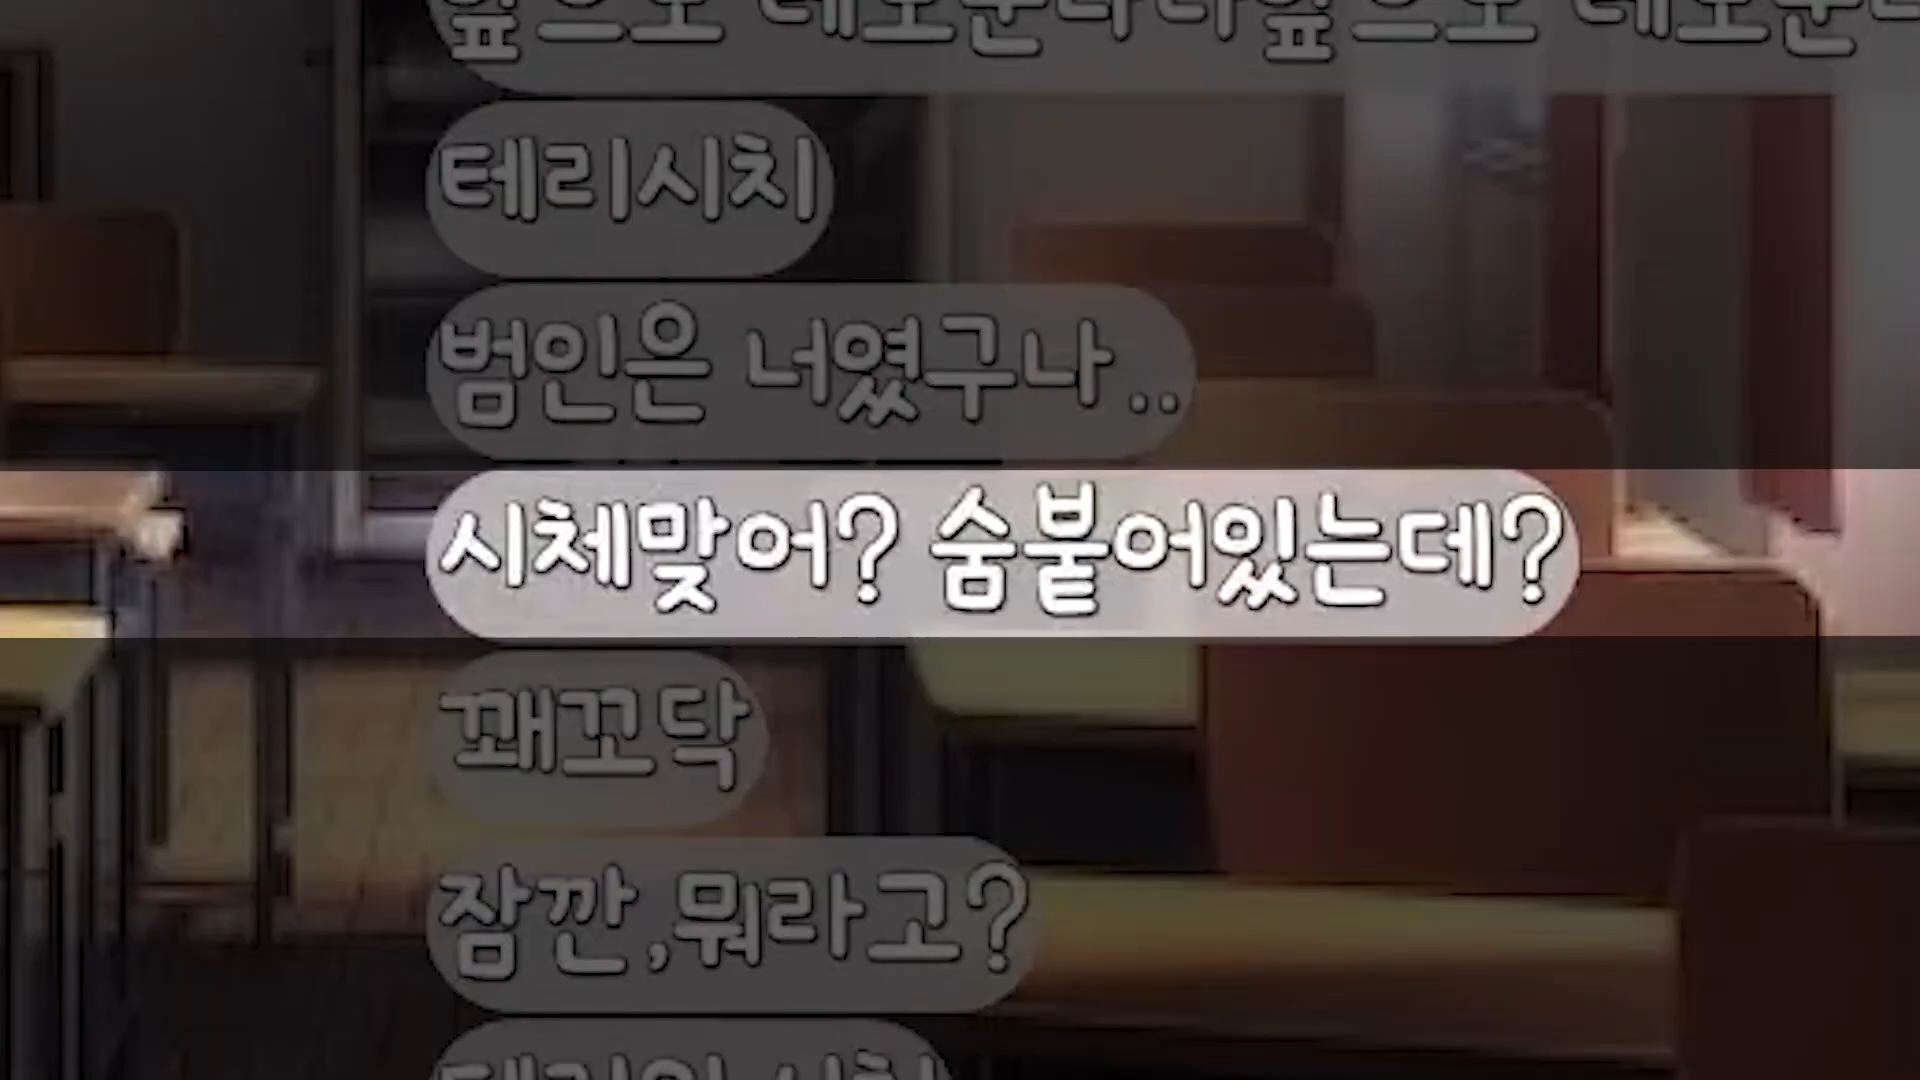 테리시치
범인은 너였구나..
시체맞어? 숨붙어있는데?
꽤꼬닥
잠깐,뭐라고?